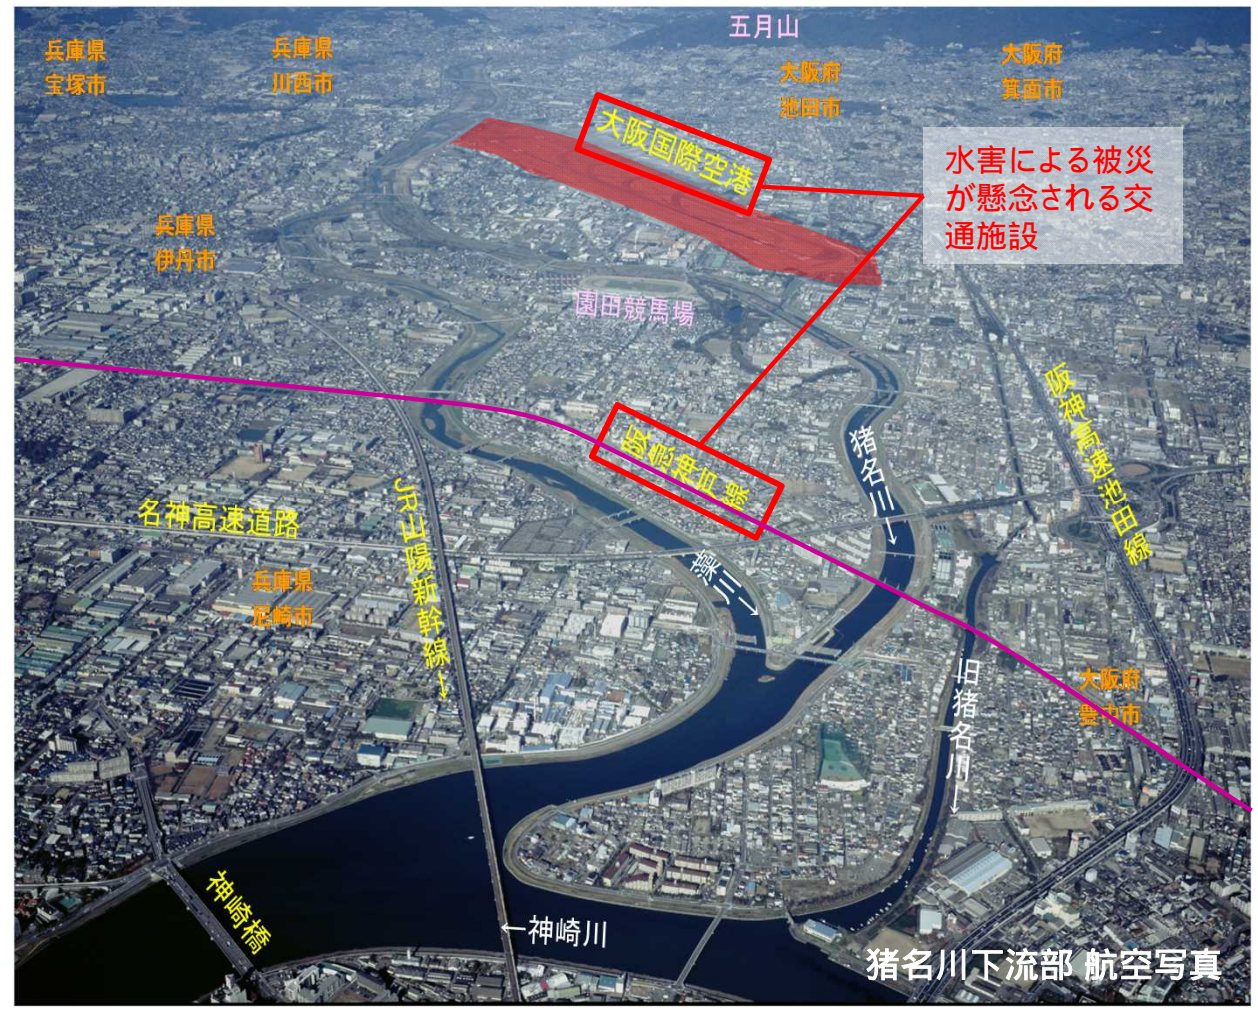 五月山
兵庫県
宝塚市
兵庫県
川西市
大阪府
池田市
大阪府
箕面市
大阪国際空港
水害による被災
が懸念される交
通施設
兵庫県
伊丹市
園田競馬場
阪神高速池田線
阪急神戸線
猪名川→
名神高速道路
JR山陽新幹線→
藻川→
兵庫県
尼崎市
旧猪名川→
大阪府
豊中市
神崎橋
←神崎川
猪名川下流部 航空写真